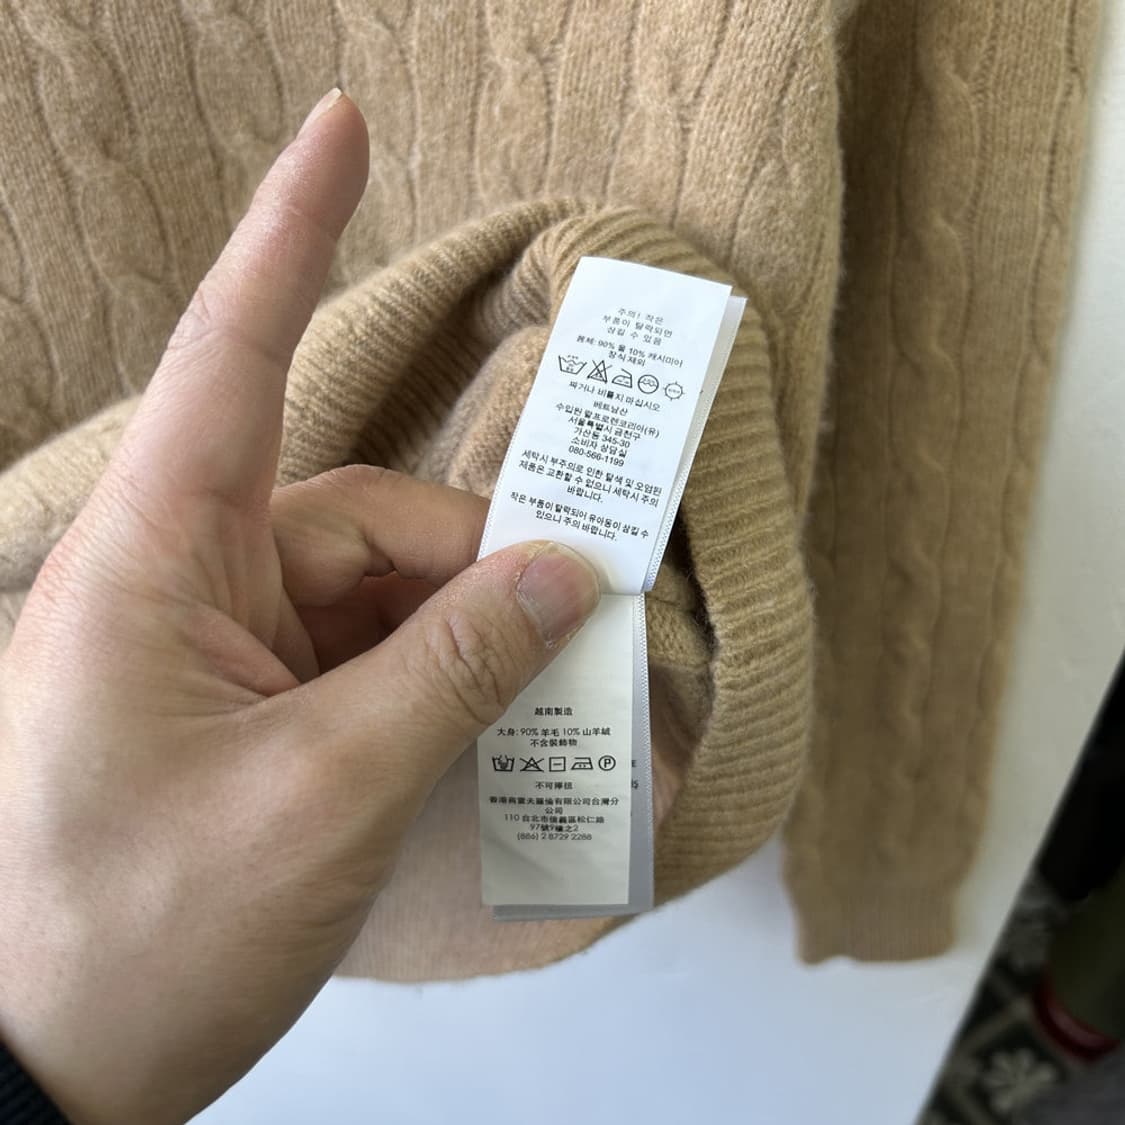 주의! 작은
부품이 탈락되면
삼킬 수 있음
몸체: 90% 울 10% 캐시미어
장식 제외
짜거나 비틀지 마십시오
베트남산
수입원 랄프로렌코리아(유)
서울특별시 금천구
가산동 345-30
소비자 상담실
080-566-1199
세탁시 부주의로 인한 탈색 및 오염된
제품은 교환할 수 없으니 세탁시 주의
바랍니다.
작은 부품이 탈락되어 유아동이 삼킬 수
있으니 주의 바랍니다.
越南製造
大身: 90% 羊毛 10% 山羊絨
不含裝飾物
P
不可擰扭
香港商雷夫羅倫有限公司台灣分
公司
110 台北市信義區松仁路
97號9樓之2
(886) 2 8729 2288